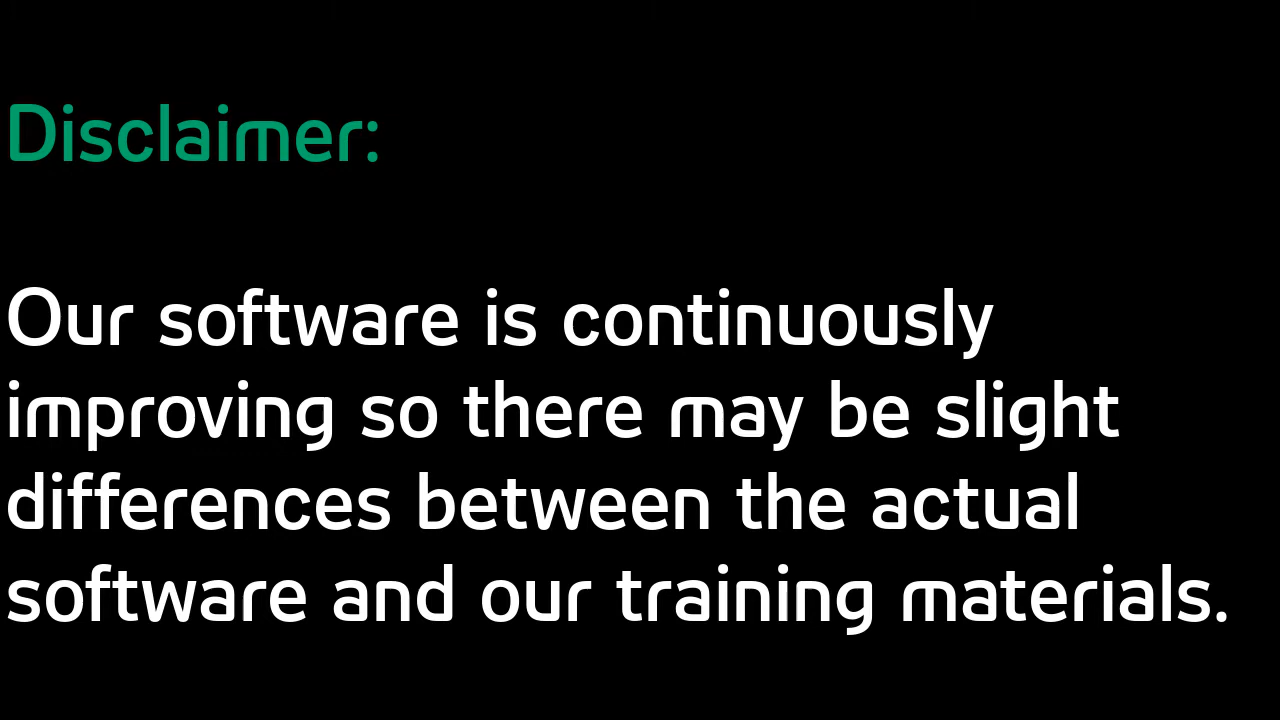 Disclaimer:
Our software is continuously
improving so there may be slight
differences between the actual
software and our training materials.